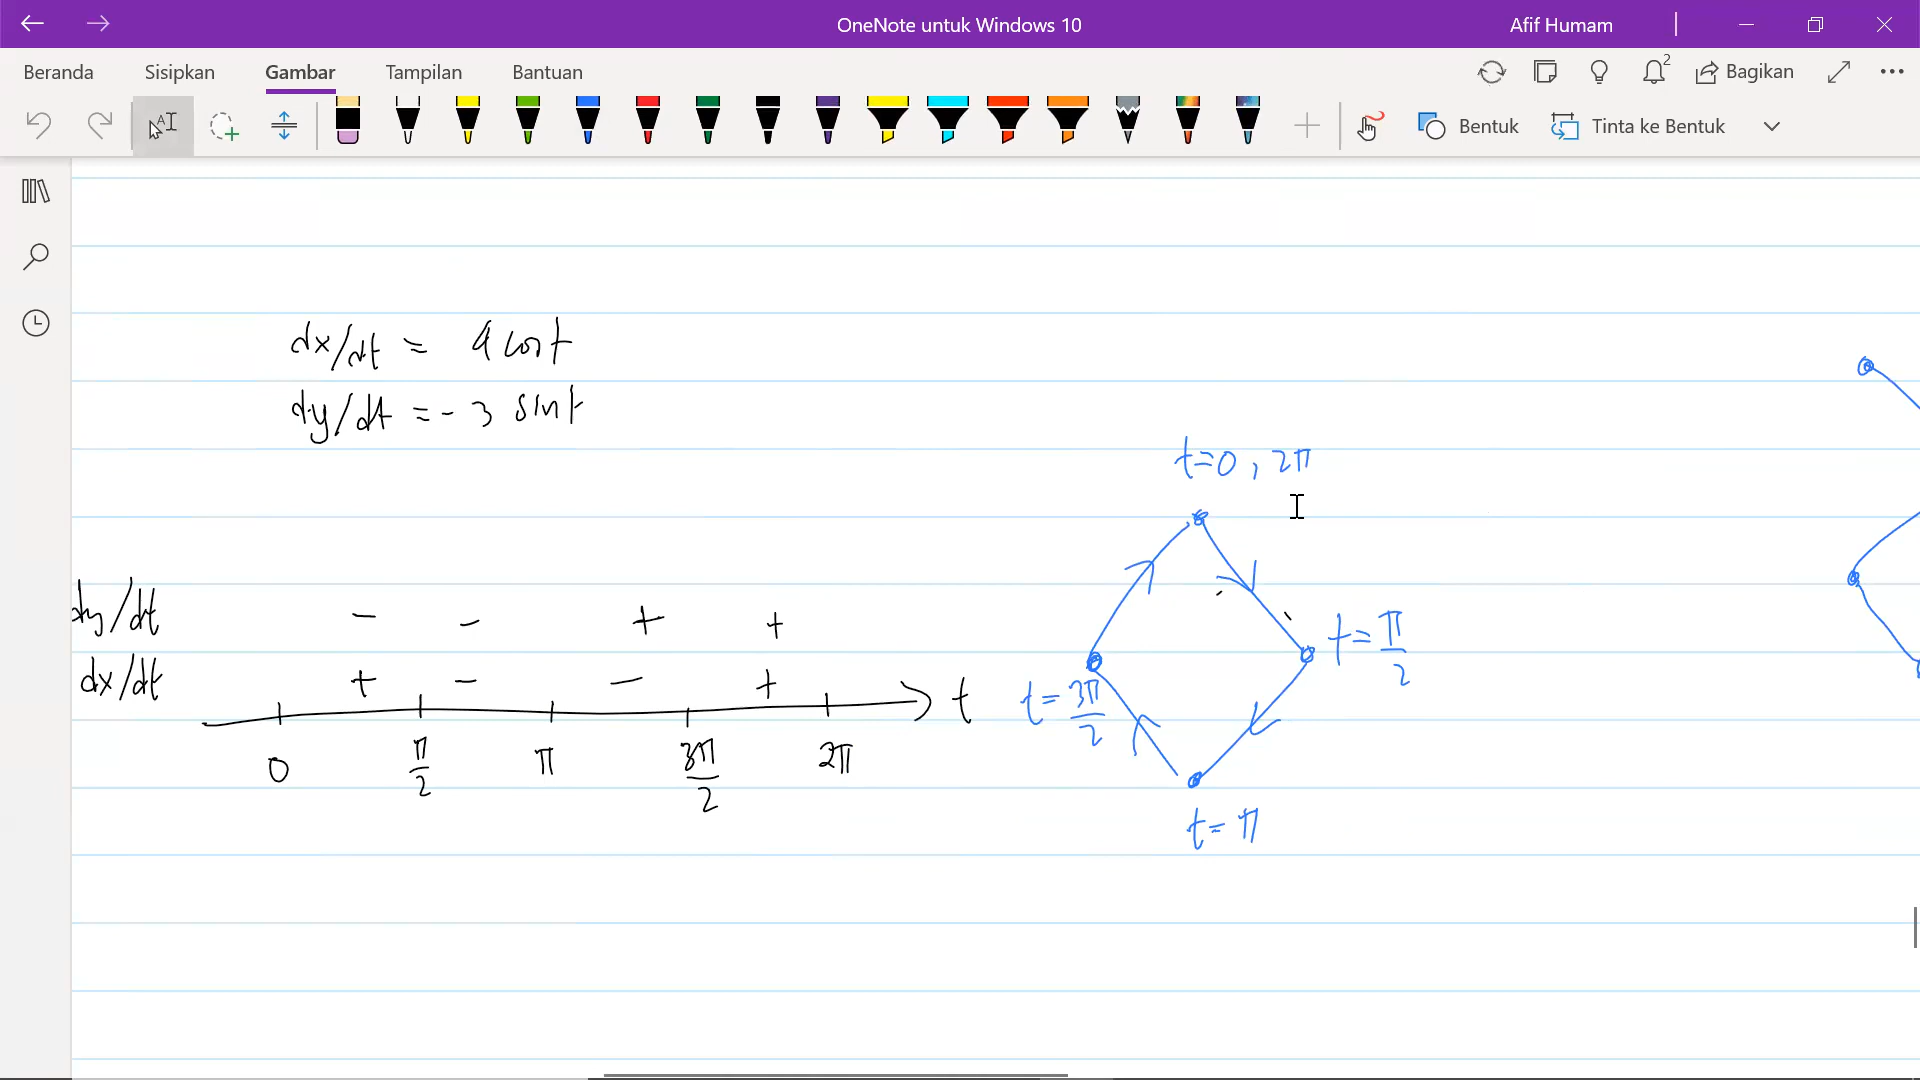 OneNote untuk Windows 10
Afif Humam
Beranda Sisipkan Gambar Tampilan Bantuan
2
Bagikan
Bentuk Tinta ke Bentuk
dx/dt = 4 cos t
dy/dt = - 3 sin t
t=0, 2π
dy/dt - - + +
dx/dt + - - + t
0 π/2 π 3π/2 2π
t= π/2
t= 3π/2
t= π